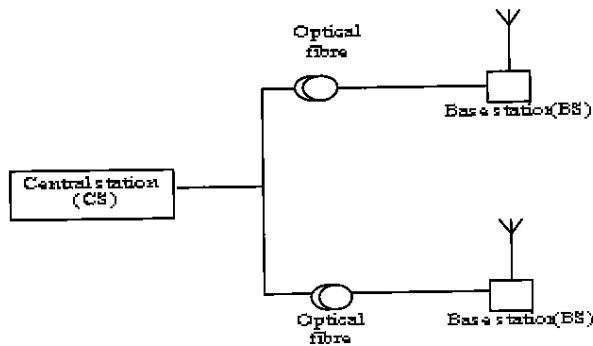 Optical
fibre
Base station(BS)
Central station
(CS)
Optical
fibre
Base station(BS)